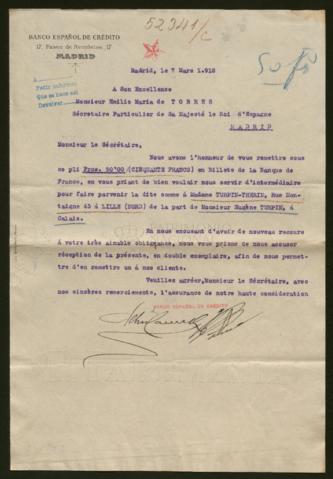 52341/c
BANCO ESPAÑOL DE CRÉDITO
17, Paseo de Recoletos, 17
MADRID
50 frs
Madrid, le 7 Mars 1.918
A Son Excellence
Monsieur Emilio Maria de TORRES
Sécretaire Particulier de Sa Majesté le Roi d'Espagne
MADRID
Monsieur le Sécrétaire,
Nous avons l'honneur de vous remettre sous
ce pli Frcs. 50'00 (CINQUANTE FRANCS) en Billets de la Banque de
France, en vous priant de bien vouloir nous servir d'intermédiaire
pour faire parvenir la dite somme à Madame TURPIN-THERIN, Rue Mon-
taigne 43 à LILLE (NORD) de la part de Monsieur Eugène TURPIN, à
Calais.
En nous excusant d'avoir de nouveau recours
à votre très aimable obligeance, nous vous prions de nous accuser
réception de la présente, en double exemplaire, afin de nous permet-
tre d'en remettre un à nos clients.
Veuillez agréer, Monsieur le Sécrétaire, avec
nos sincères remerciements, l'assurance de notre haute considération
BANCO ESPAÑOL DE CRÉDITO